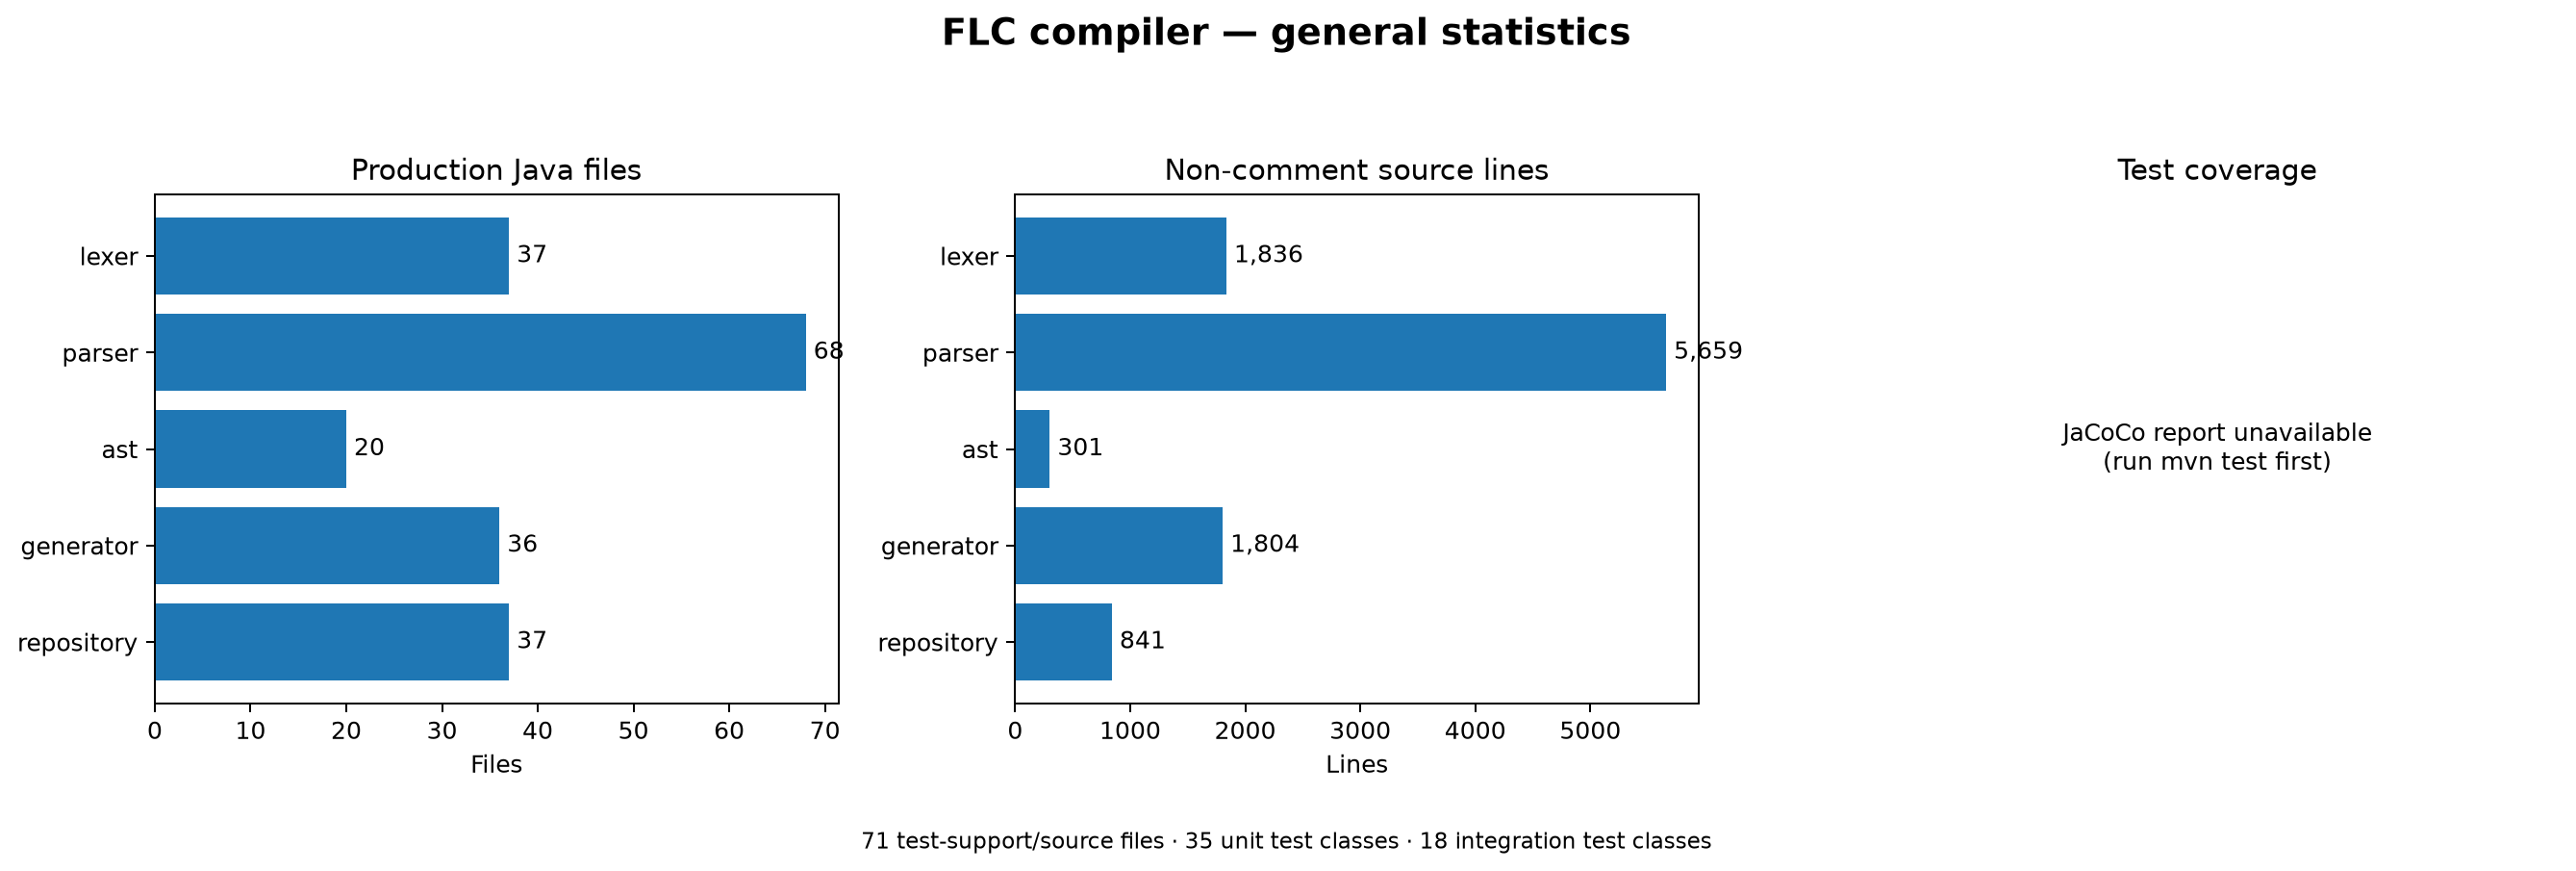 FLC compiler — general statistics
Production Java files
lexer
37
parser
68
ast
20
generator
36
repository
37
0 10 20 30 40 50 60 70
Files
Non-comment source lines
lexer
1,836
parser
5,659
ast
301
generator
1,804
repository
841
0 1000 2000 3000 4000 5000
Lines
Test coverage
JaCoCo report unavailable
(run mvn test first)
71 test-support/source files · 35 unit test classes · 18 integration test classes